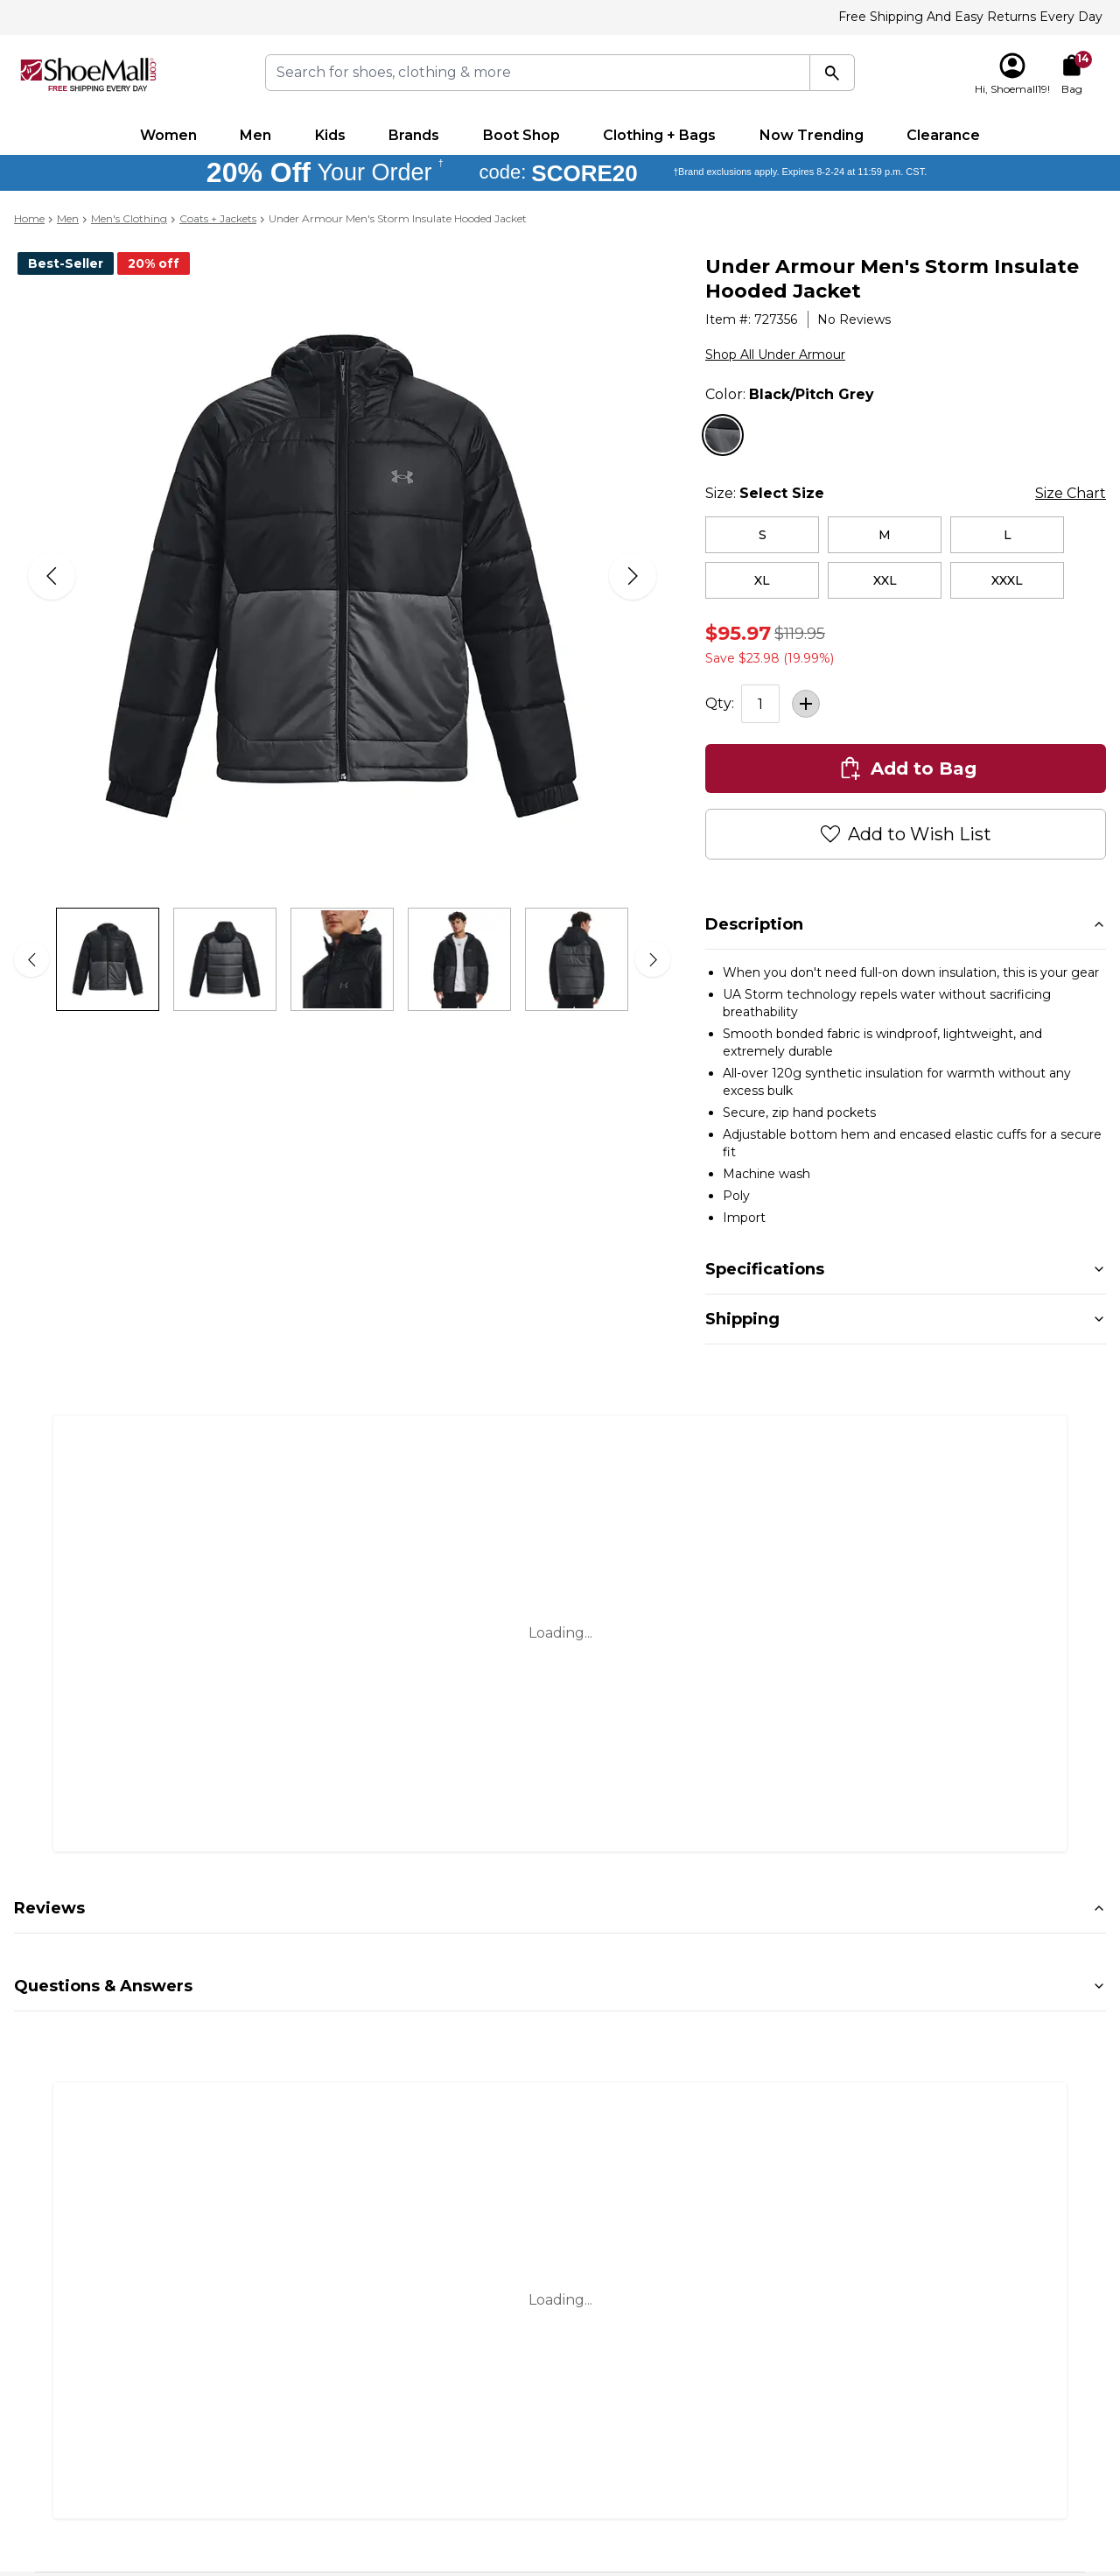 Free Shipping And Easy Returns Every Day
ShoeMall.com
FREE SHIPPING EVERY DAY
Search for shoes, clothing & more
14
Hi, Shoemall19!
Bag
Women
Men
Kids
Brands
Boot Shop
Clothing + Bags
Now Trending
Clearance
20% Off Your Order †
code: SCORE20
†Brand exclusions apply. Expires 8-2-24 at 11:59 p.m. CST.
Home > Men > Men's Clothing > Coats + Jackets > Under Armour Men's Storm Insulate Hooded Jacket
Best-Seller
20% off
Under Armour Men's Storm Insulate
Hooded Jacket
Item #: 727356
No Reviews
Shop All Under Armour
Color: Black/Pitch Grey
Size: Select Size
Size Chart
S
M
L
XL
XXL
XXXL
$95.97 $119.95
Save $23.98 (19.99%)
Qty: 1
Add to Bag
Add to Wish List
Description
• When you don't need full-on down insulation, this is your gear
• UA Storm technology repels water without sacrificing
breathability
• Smooth bonded fabric is windproof, lightweight, and
extremely durable
• All-over 120g synthetic insulation for warmth without any
excess bulk
• Secure, zip hand pockets
• Adjustable bottom hem and encased elastic cuffs for a secure
fit
• Machine wash
• Poly
• Import
Specifications
Shipping
Loading...
Reviews
Questions & Answers
Loading...